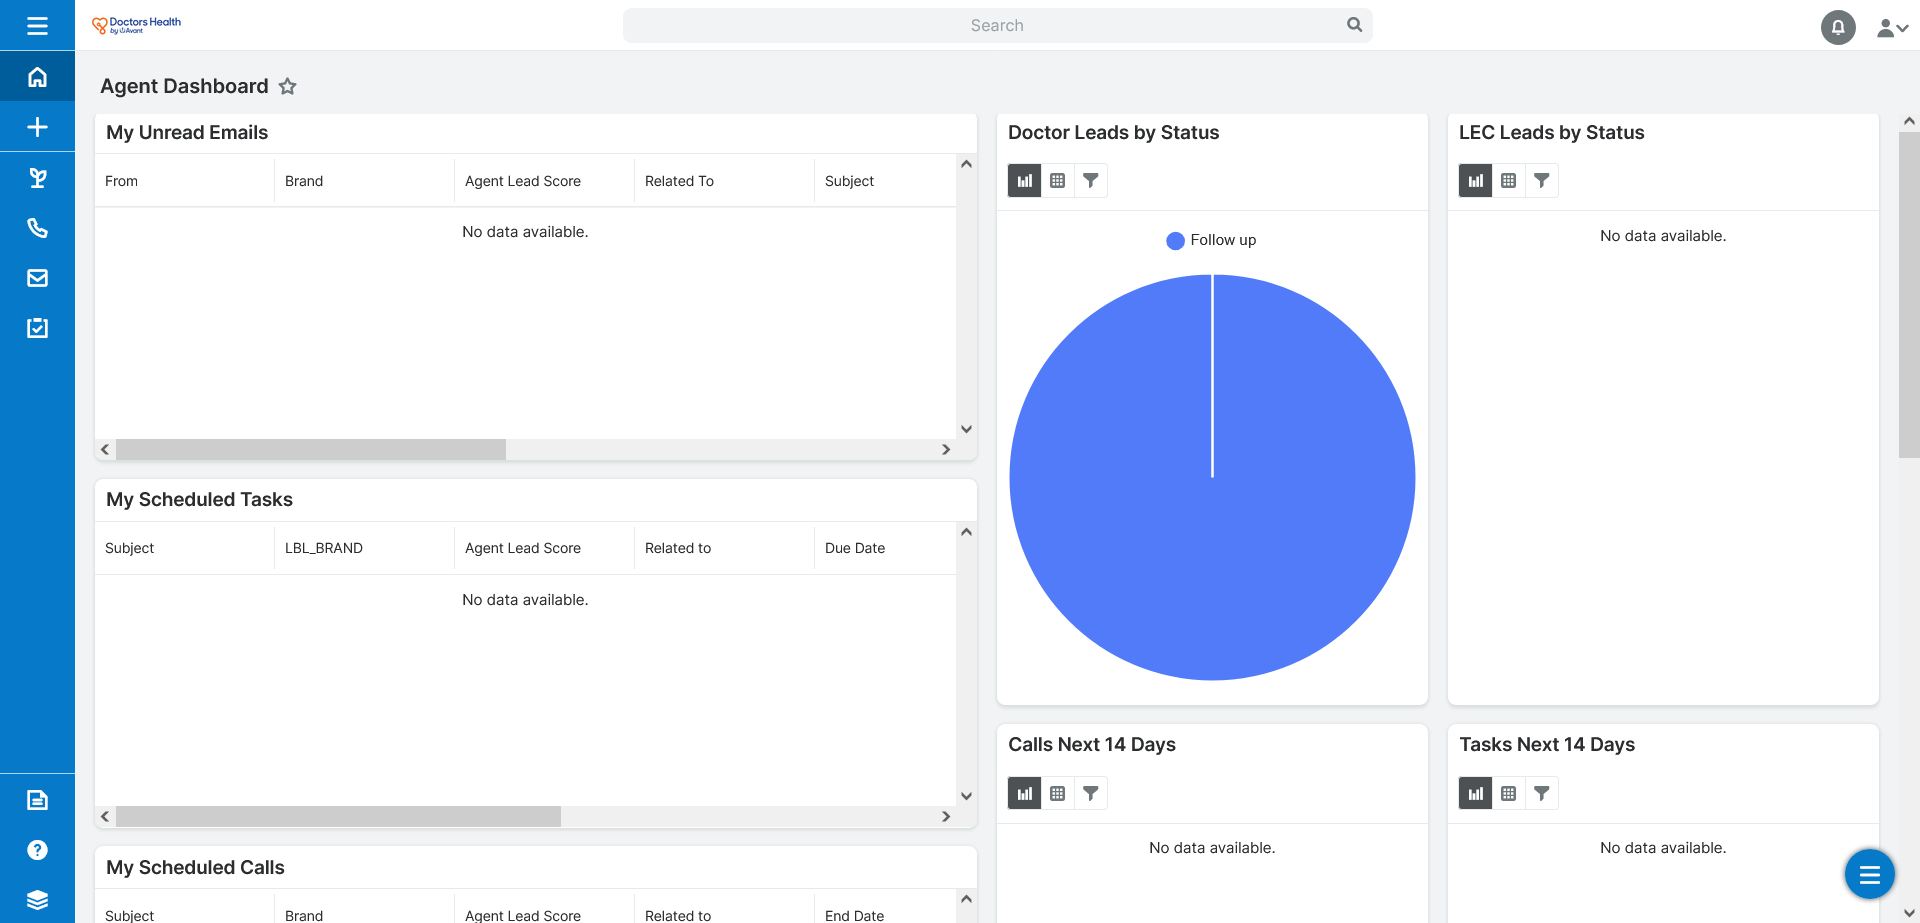 Doctors Health
by Avant
Search
Agent Dashboard
My Unread Emails
From
Brand
Agent Lead Score
Related To
Subject
No data available.
My Scheduled Tasks
Subject
LBL_BRAND
Agent Lead Score
Related to
Due Date
No data available.
My Scheduled Calls
Subject
Brand
Agent Lead Score
Related to
End Date
Doctor Leads by Status
Follow up
LEC Leads by Status
No data available.
Calls Next 14 Days
No data available.
Tasks Next 14 Days
No data available.